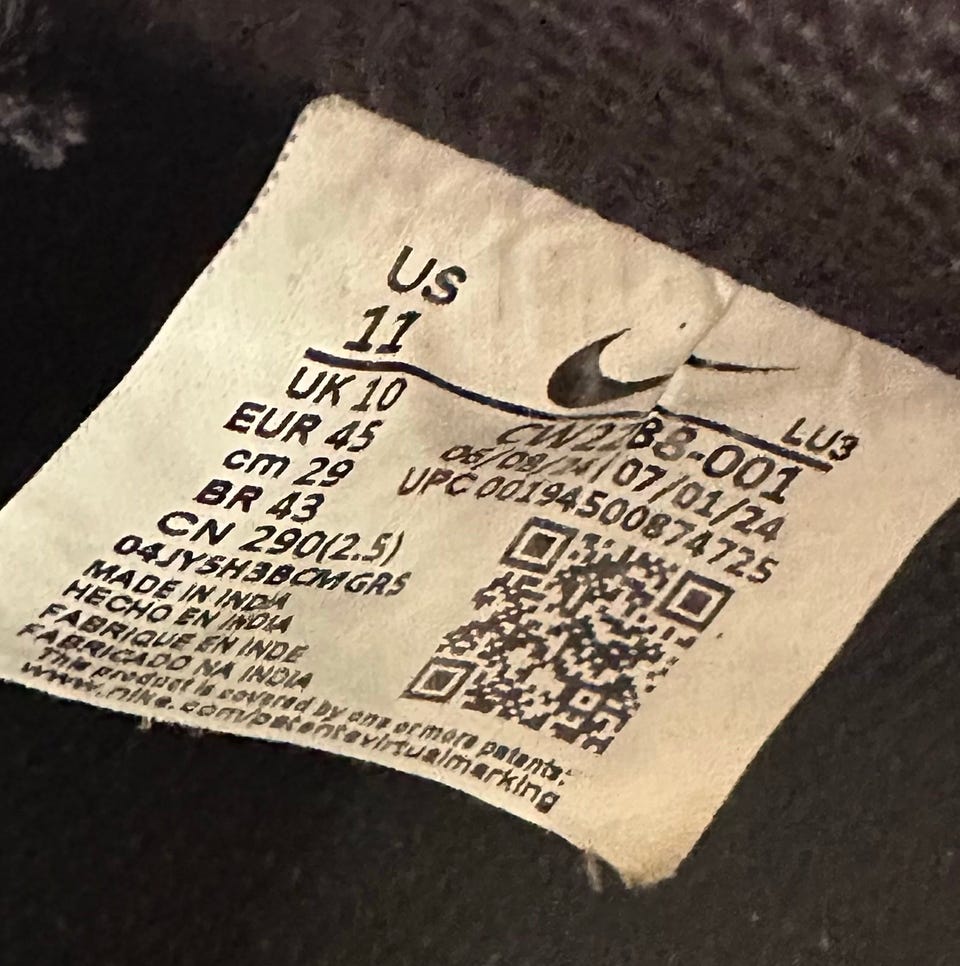 US
11
UK 10
EUR 45
cm 29
BR 43
CN 290(2.5)
04JY5H3BCMGRS
MADE IN INDIA
HECHO EN INDIA
FABRIQUE EN INDE
FABRICADO NA INDIA
This product is covered by one or more patents:
www.nike.com/patentsvirtualmarking
LU3
07/01/24
UPC 00194500874725